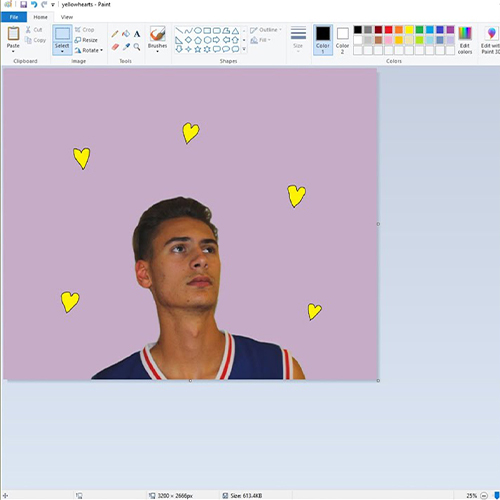 yellowhearts - Paint
File Home View
Paste Cut Copy
Clipboard
Select Crop Resize Rotate
Image
Tools
Brushes
Shapes
Outline
Fill
Size
Color 1
Color 2
Colors
Edit colors
Edit with Paint 3D
3200 × 2666px
Size: 613.4KB
25%